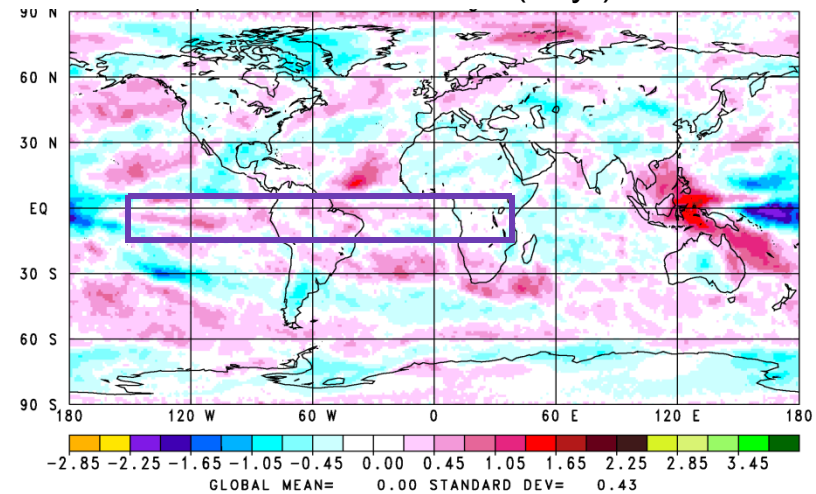 90 N
60 N
30 N
EQ
30 S
60 S
90 S
180 120 W 60 W 0 60 E 120 E 180
-2.85 -2.25 -1.65 -1.05 -0.45 0.00 0.45 1.05 1.65 2.25 2.85 3.45
GLOBAL MEAN= 0.00 STANDARD DEV= 0.43